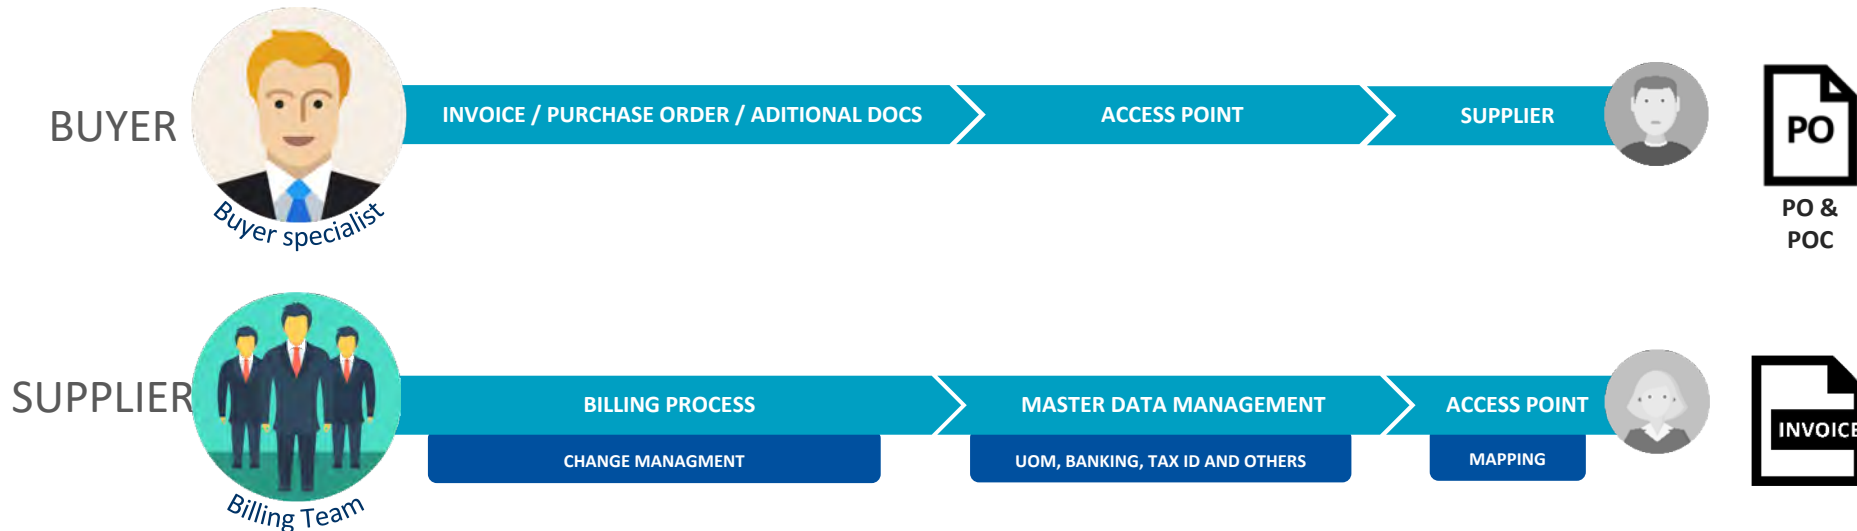 BUYER
Buyer specialist
INVOICE / PURCHASE ORDER / ADITIONAL DOCS
ACCESS POINT
SUPPLIER
PO
PO &
POC
SUPPLIER
Billing Team
BILLING PROCESS
MASTER DATA MANAGEMENT
ACCESS POINT
CHANGE MANAGMENT
UOM, BANKING, TAX ID AND OTHERS
MAPPING
INVOICE